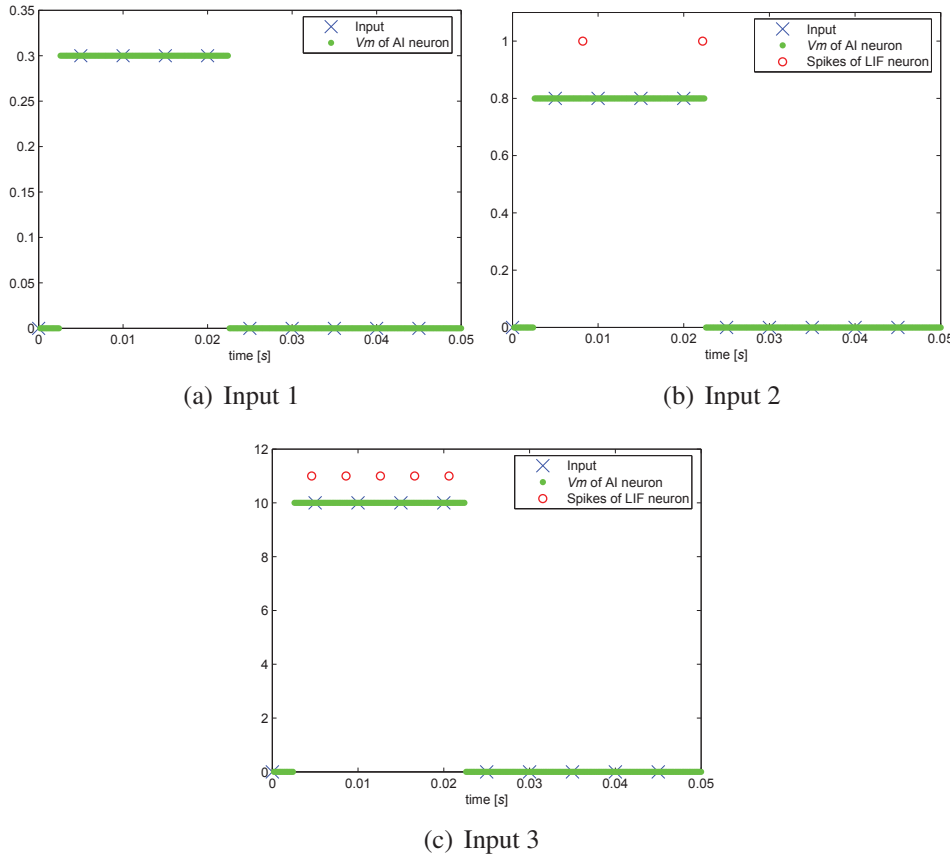 0.35
0.3
0.25
0.2
0.15
0.1
0.05
0
0 0.01 0.02 0.03 0.04 0.05
time [s]
Input
Vm of AI neuron
(a) Input 1
1
0.8
0.6
0.4
0.2
0
0 0.01 0.02 0.03 0.04 0.05
time [s]
Input
Vm of AI neuron
Spikes of LIF neuron
(b) Input 2
12
10
8
6
4
2
0
0 0.01 0.02 0.03 0.04 0.05
time [s]
Input
Vm of AI neuron
Spikes of LIF neuron
(c) Input 3